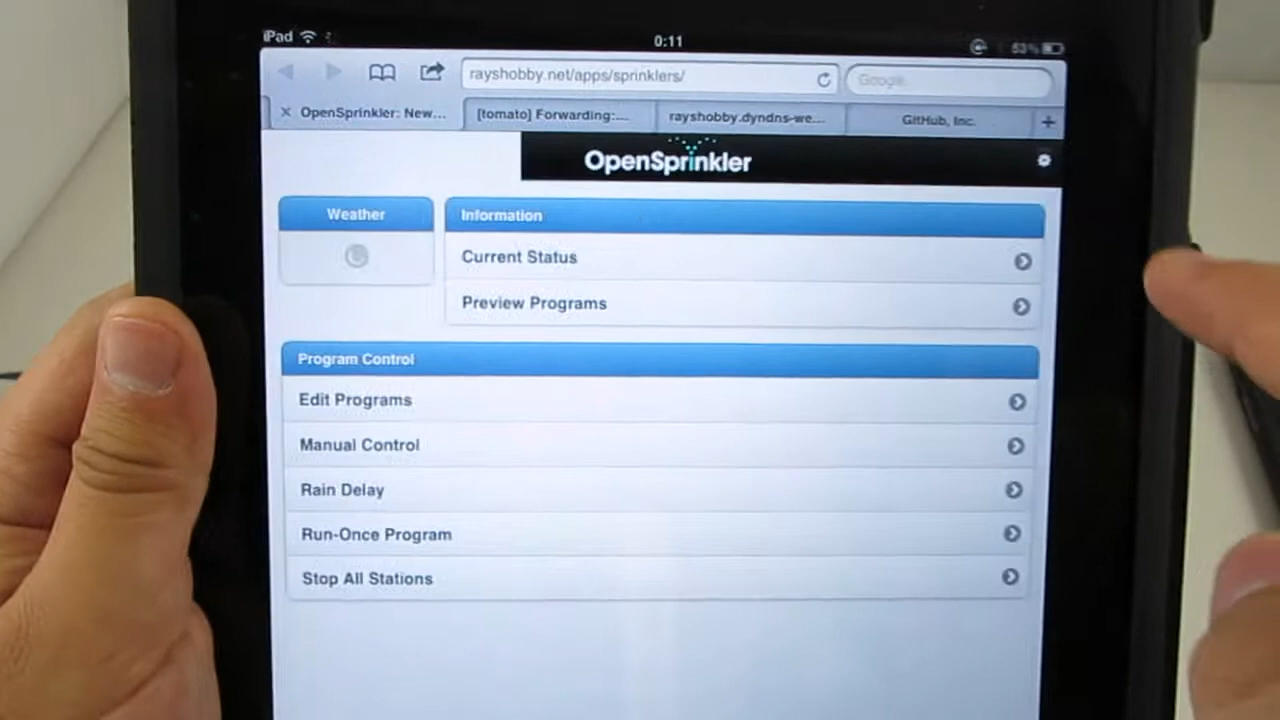 iPad 0:11 53%
rayshobby.net/apps/sprinklers/ Google
OpenSprinkler: New... [tomato] Forwarding:... rayshobby.dyndns-we... GitHub, Inc.
OpenSprinkler
Weather
Information
Current Status
Preview Programs
Program Control
Edit Programs
Manual Control
Rain Delay
Run-Once Program
Stop All Stations